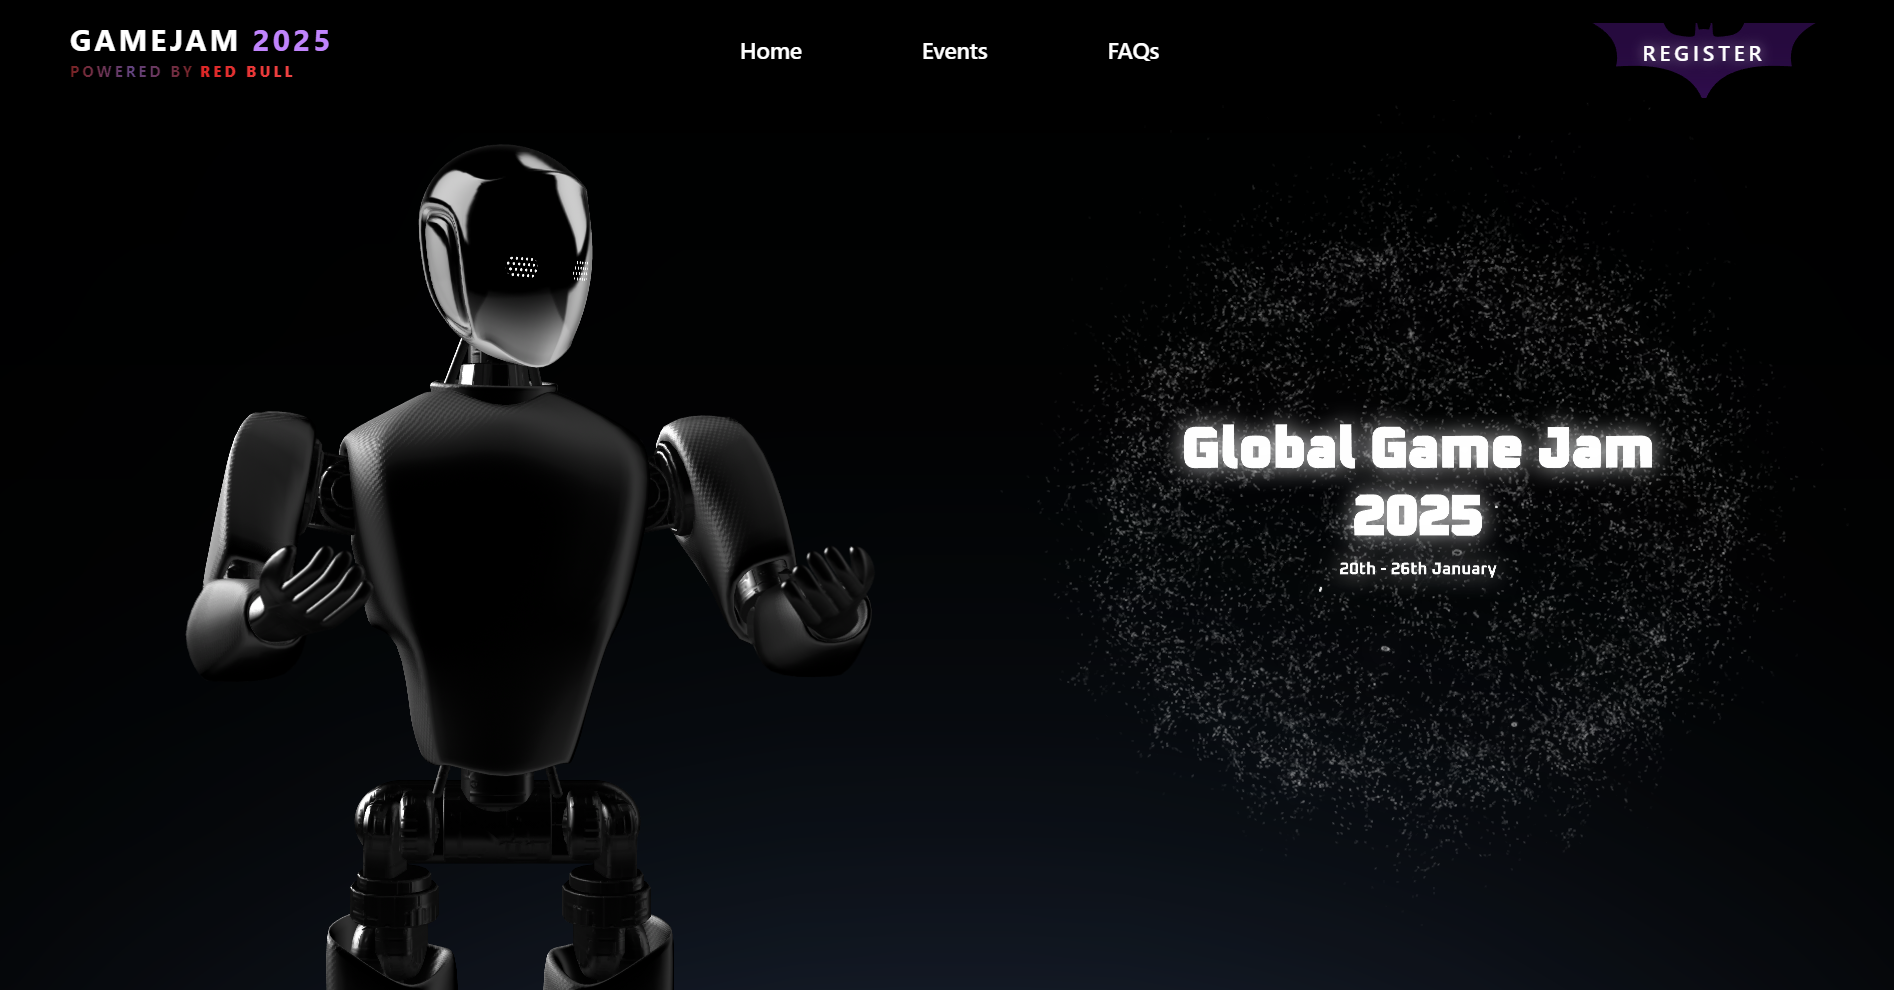 GAMEJAM 2025
POWERED BY RED BULL
Home
Events
FAQs
REGISTER
Global Game Jam
2025
20th - 26th January